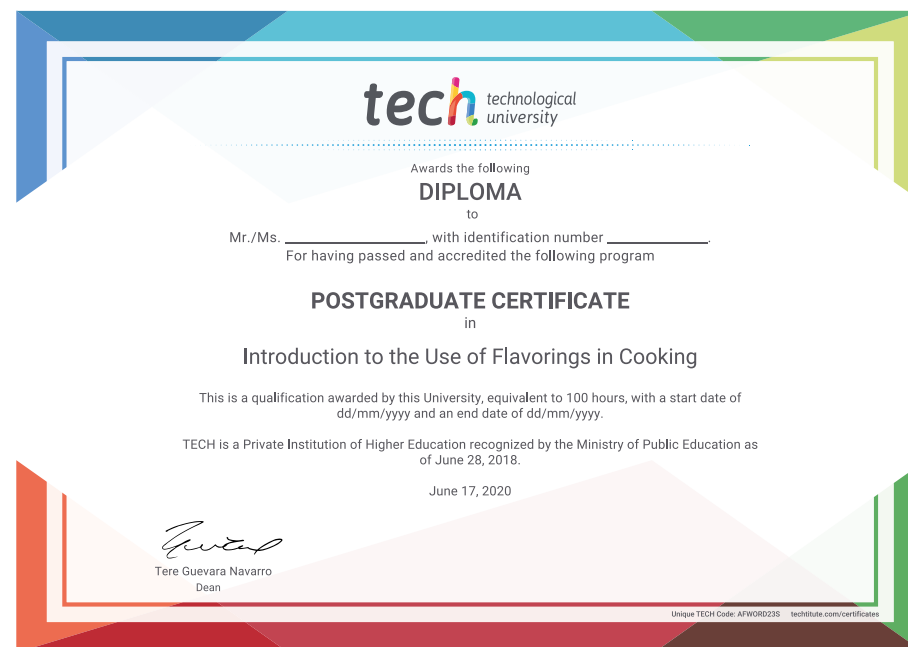 tech technological
university
Awards the following
DIPLOMA
to
Mr./Ms. ____________________, with identification number ______________.
For having passed and accredited the following program
POSTGRADUATE CERTIFICATE
in
Introduction to the Use of Flavorings in Cooking
This is a qualification awarded by this University, equivalent to 100 hours, with a start date of
dd/mm/yyyy and an end date of dd/mm/yyyy.
TECH is a Private Institution of Higher Education recognized by the Ministry of Public Education as
of June 28, 2018.
June 17, 2020
Tere Guevara Navarro
Dean
Unique TECH Code: AFWORD23S techtitute.com/certificates